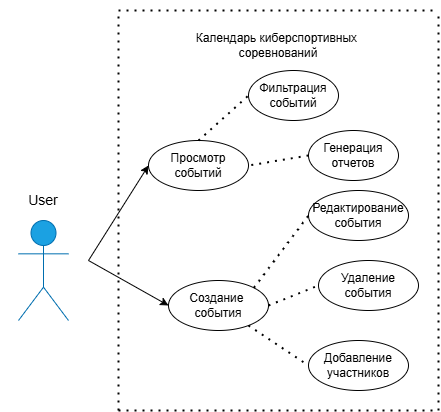 Календарь киберспортивных
соревнований
Фильтрация
событий
Просмотр
событий
Генерация
отчетов
User
Редактирование
события
Создание
события
Удаление
события
Добавление
участников